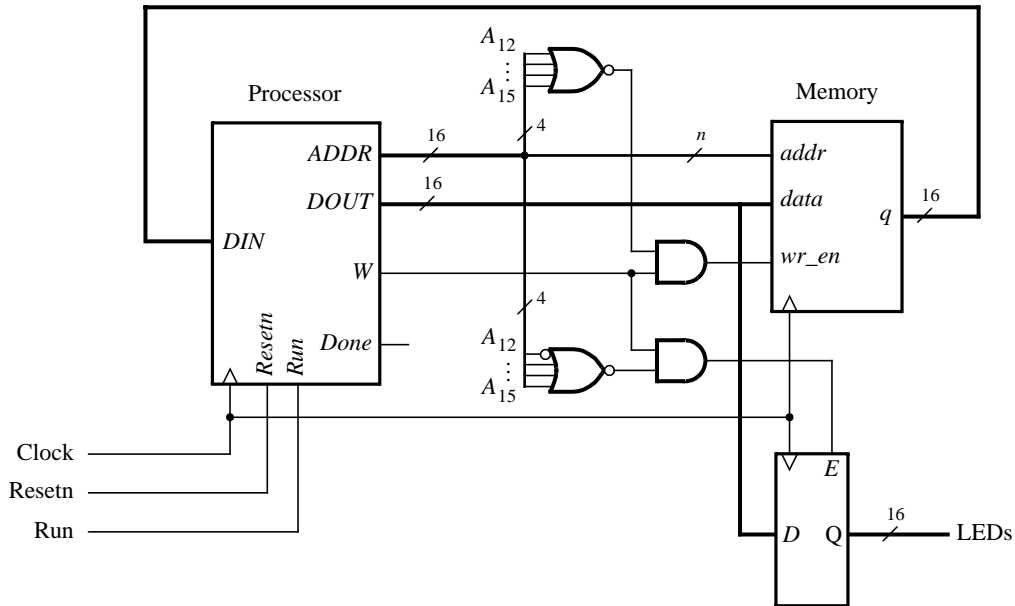 A12
⋮
A15
Processor
Memory
ADDR
16
4
n
addr
DOUT
16
data
q
16
DIN
W
wr_en
4
Done
Resetn
Run
A12
⋮
A15
Clock
Resetn
Run
E
D
Q
16
LEDs